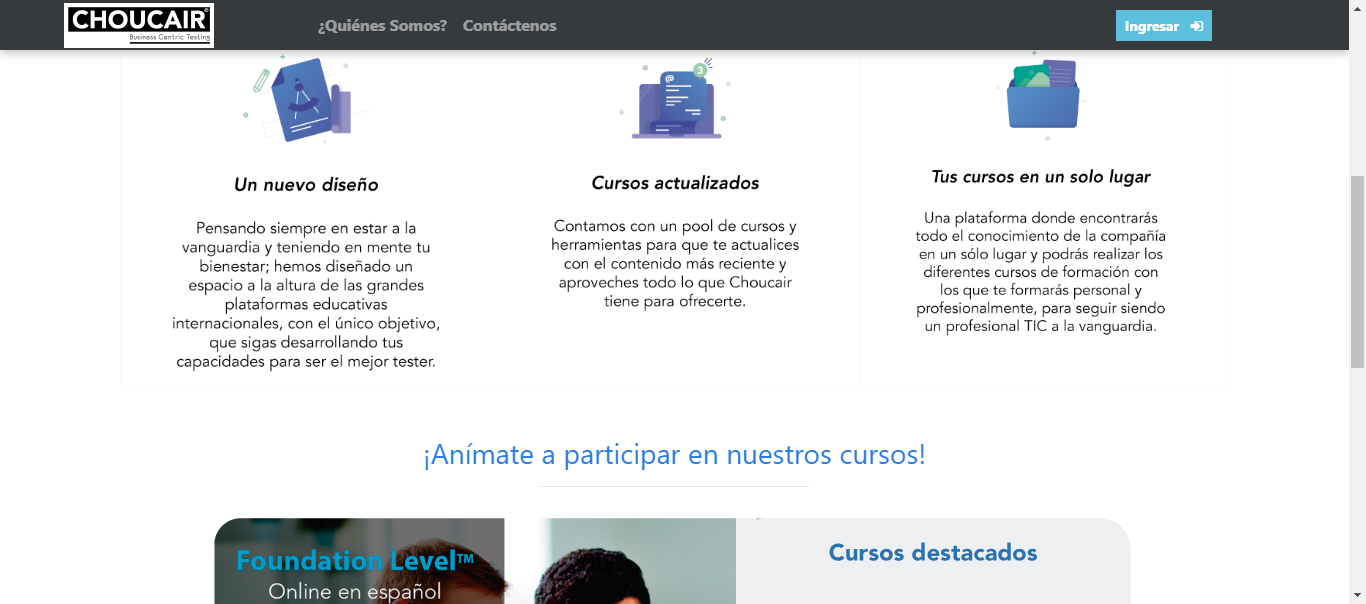 CHOUCAIR®
Business Centric Testing
¿Quiénes Somos? Contáctenos
Ingresar
Un nuevo diseño
Pensando siempre en estar a la
vanguardia y teniendo en mente tu
bienestar; hemos diseñado un
espacio a la altura de las grandes
plataformas educativas
internacionales, con el único objetivo,
que sigas desarrollando tus
capacidades para ser el mejor tester.
@
3
Cursos actualizados
Contamos con un pool de cursos y
herramientas para que te actualices
con el contenido más reciente y
aproveches todo lo que Choucair
tiene para ofrecerte.
Tus cursos en un solo lugar
Una plataforma donde encontrarás
todo el conocimiento de la compañía
en un sólo lugar y podrás realizar los
diferentes cursos de formación con
los que te formarás personal y
profesionalmente, para seguir siendo
un profesional TIC a la vanguardia.
¡Anímate a participar en nuestros cursos!
Foundation Level™
Online en español
Cursos destacados